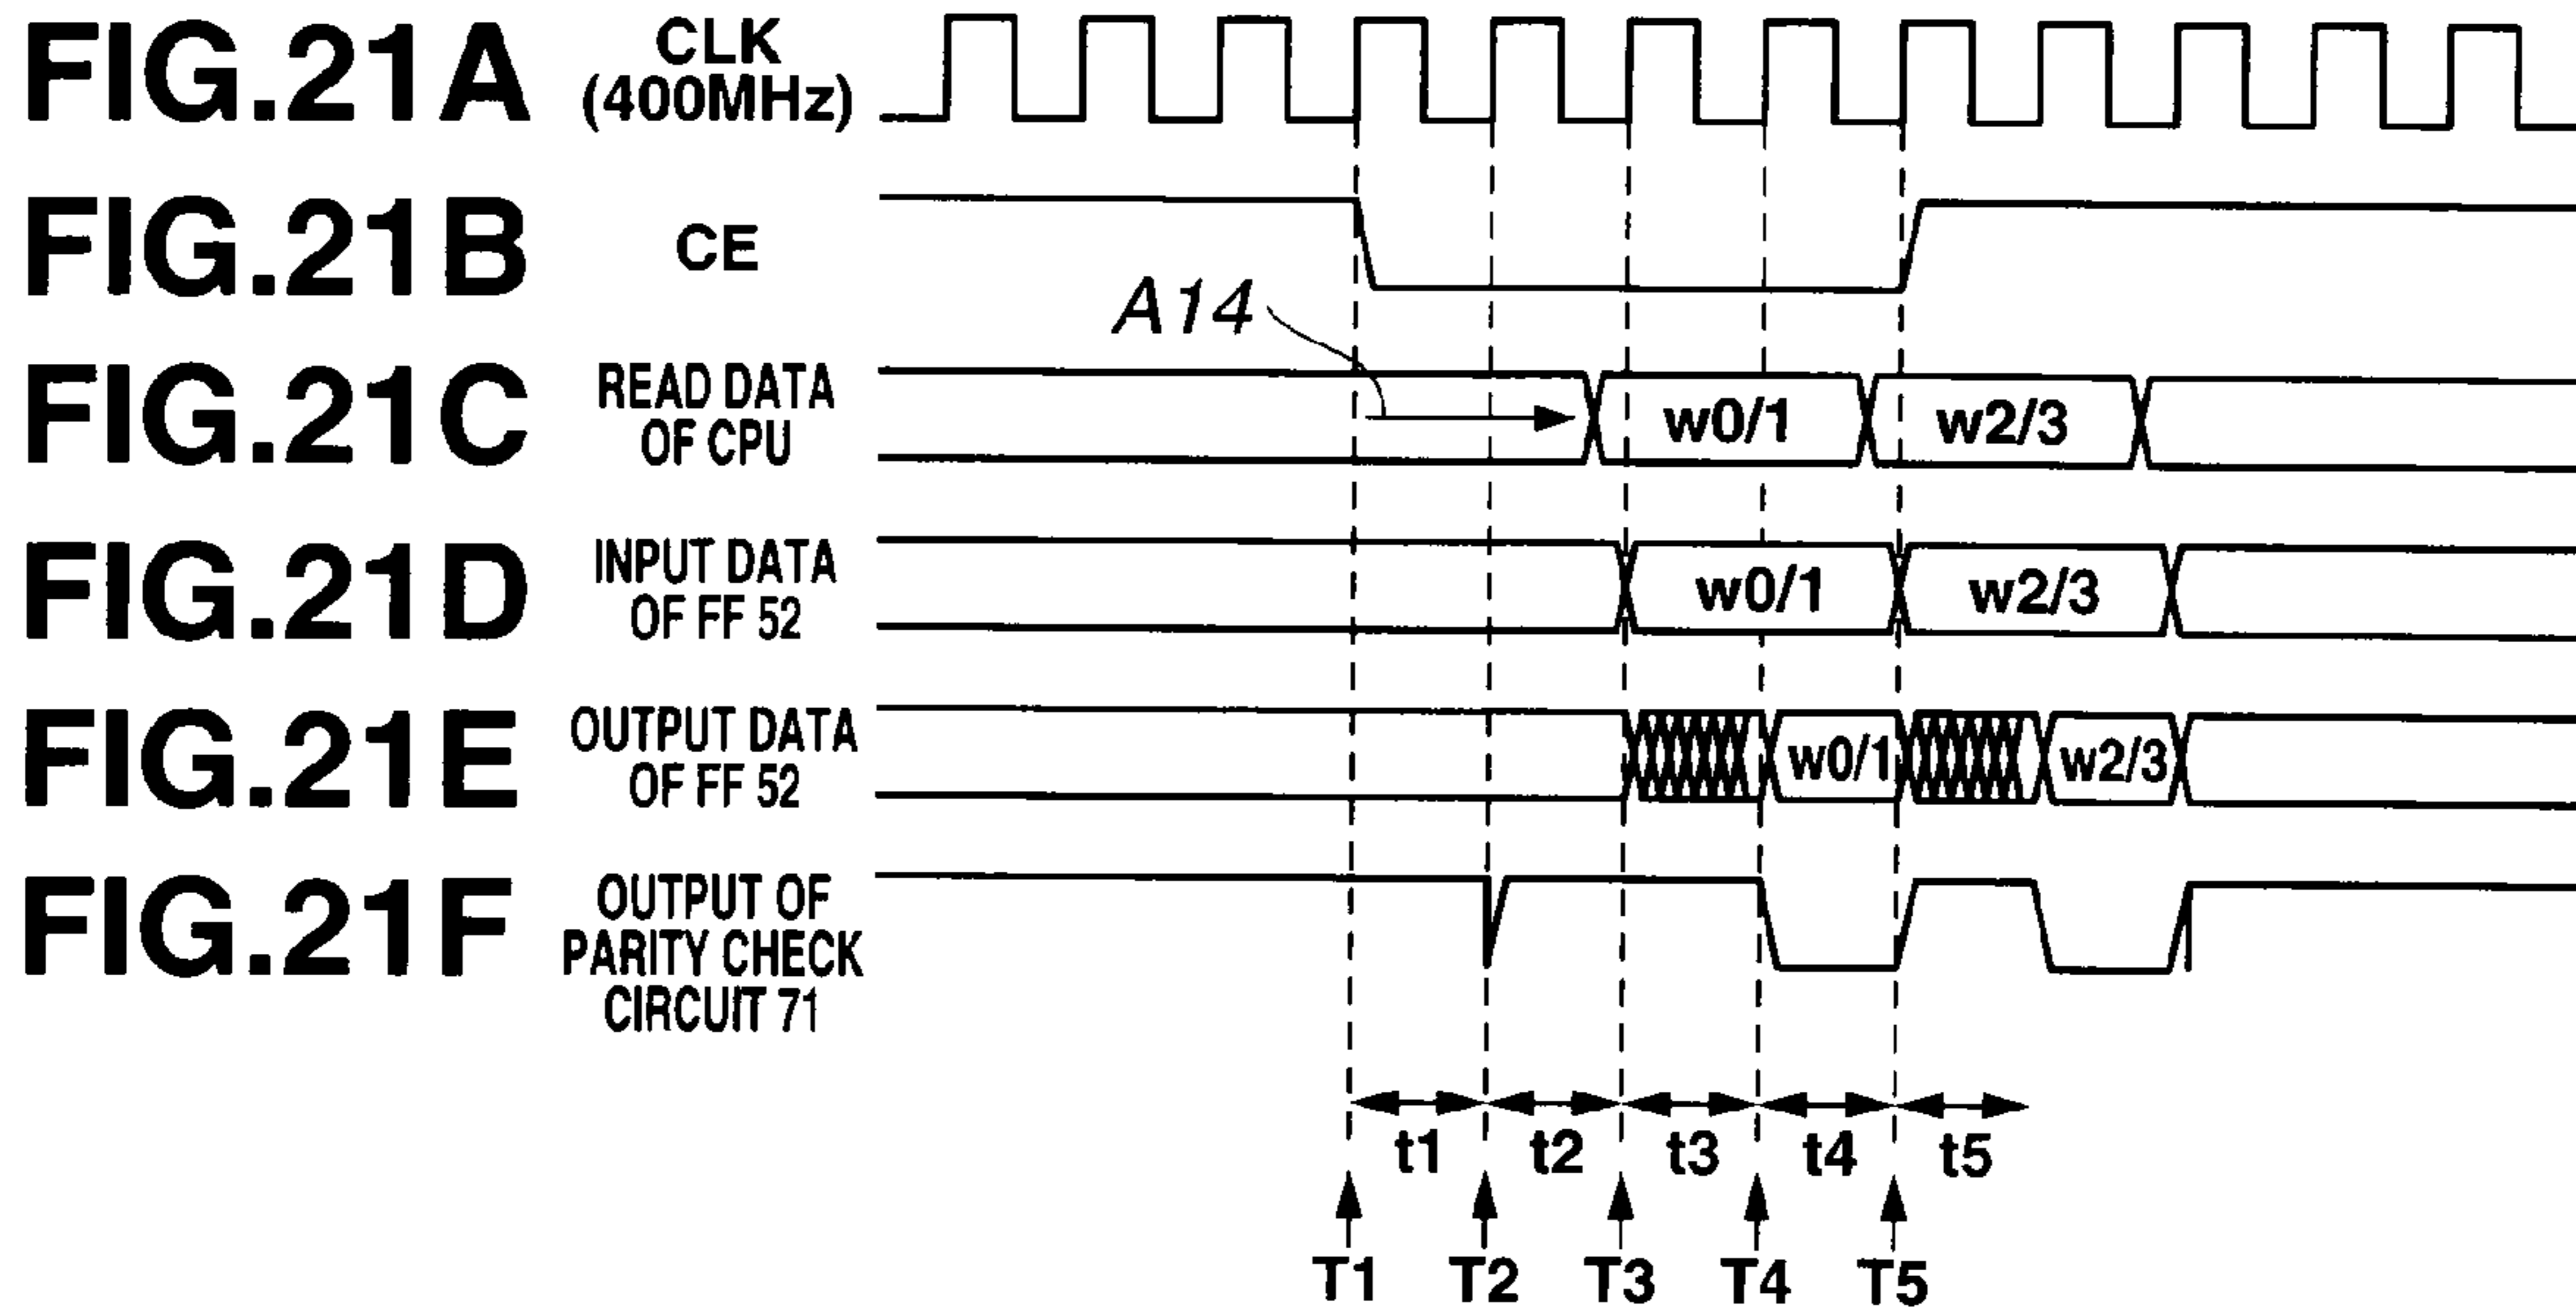 FIG.21A CLK
(400MHz)
FIG.21B CE
A14
FIG.21C READ DATA
OF CPU
w0/1 w2/3
FIG.21D INPUT DATA
OF FF 52
w0/1 w2/3
FIG.21E OUTPUT DATA
OF FF 52
w0/1 w2/3
FIG.21F OUTPUT OF
PARITY CHECK
CIRCUIT 71
t1 t2 t3 t4 t5
T1 T2 T3 T4 T5